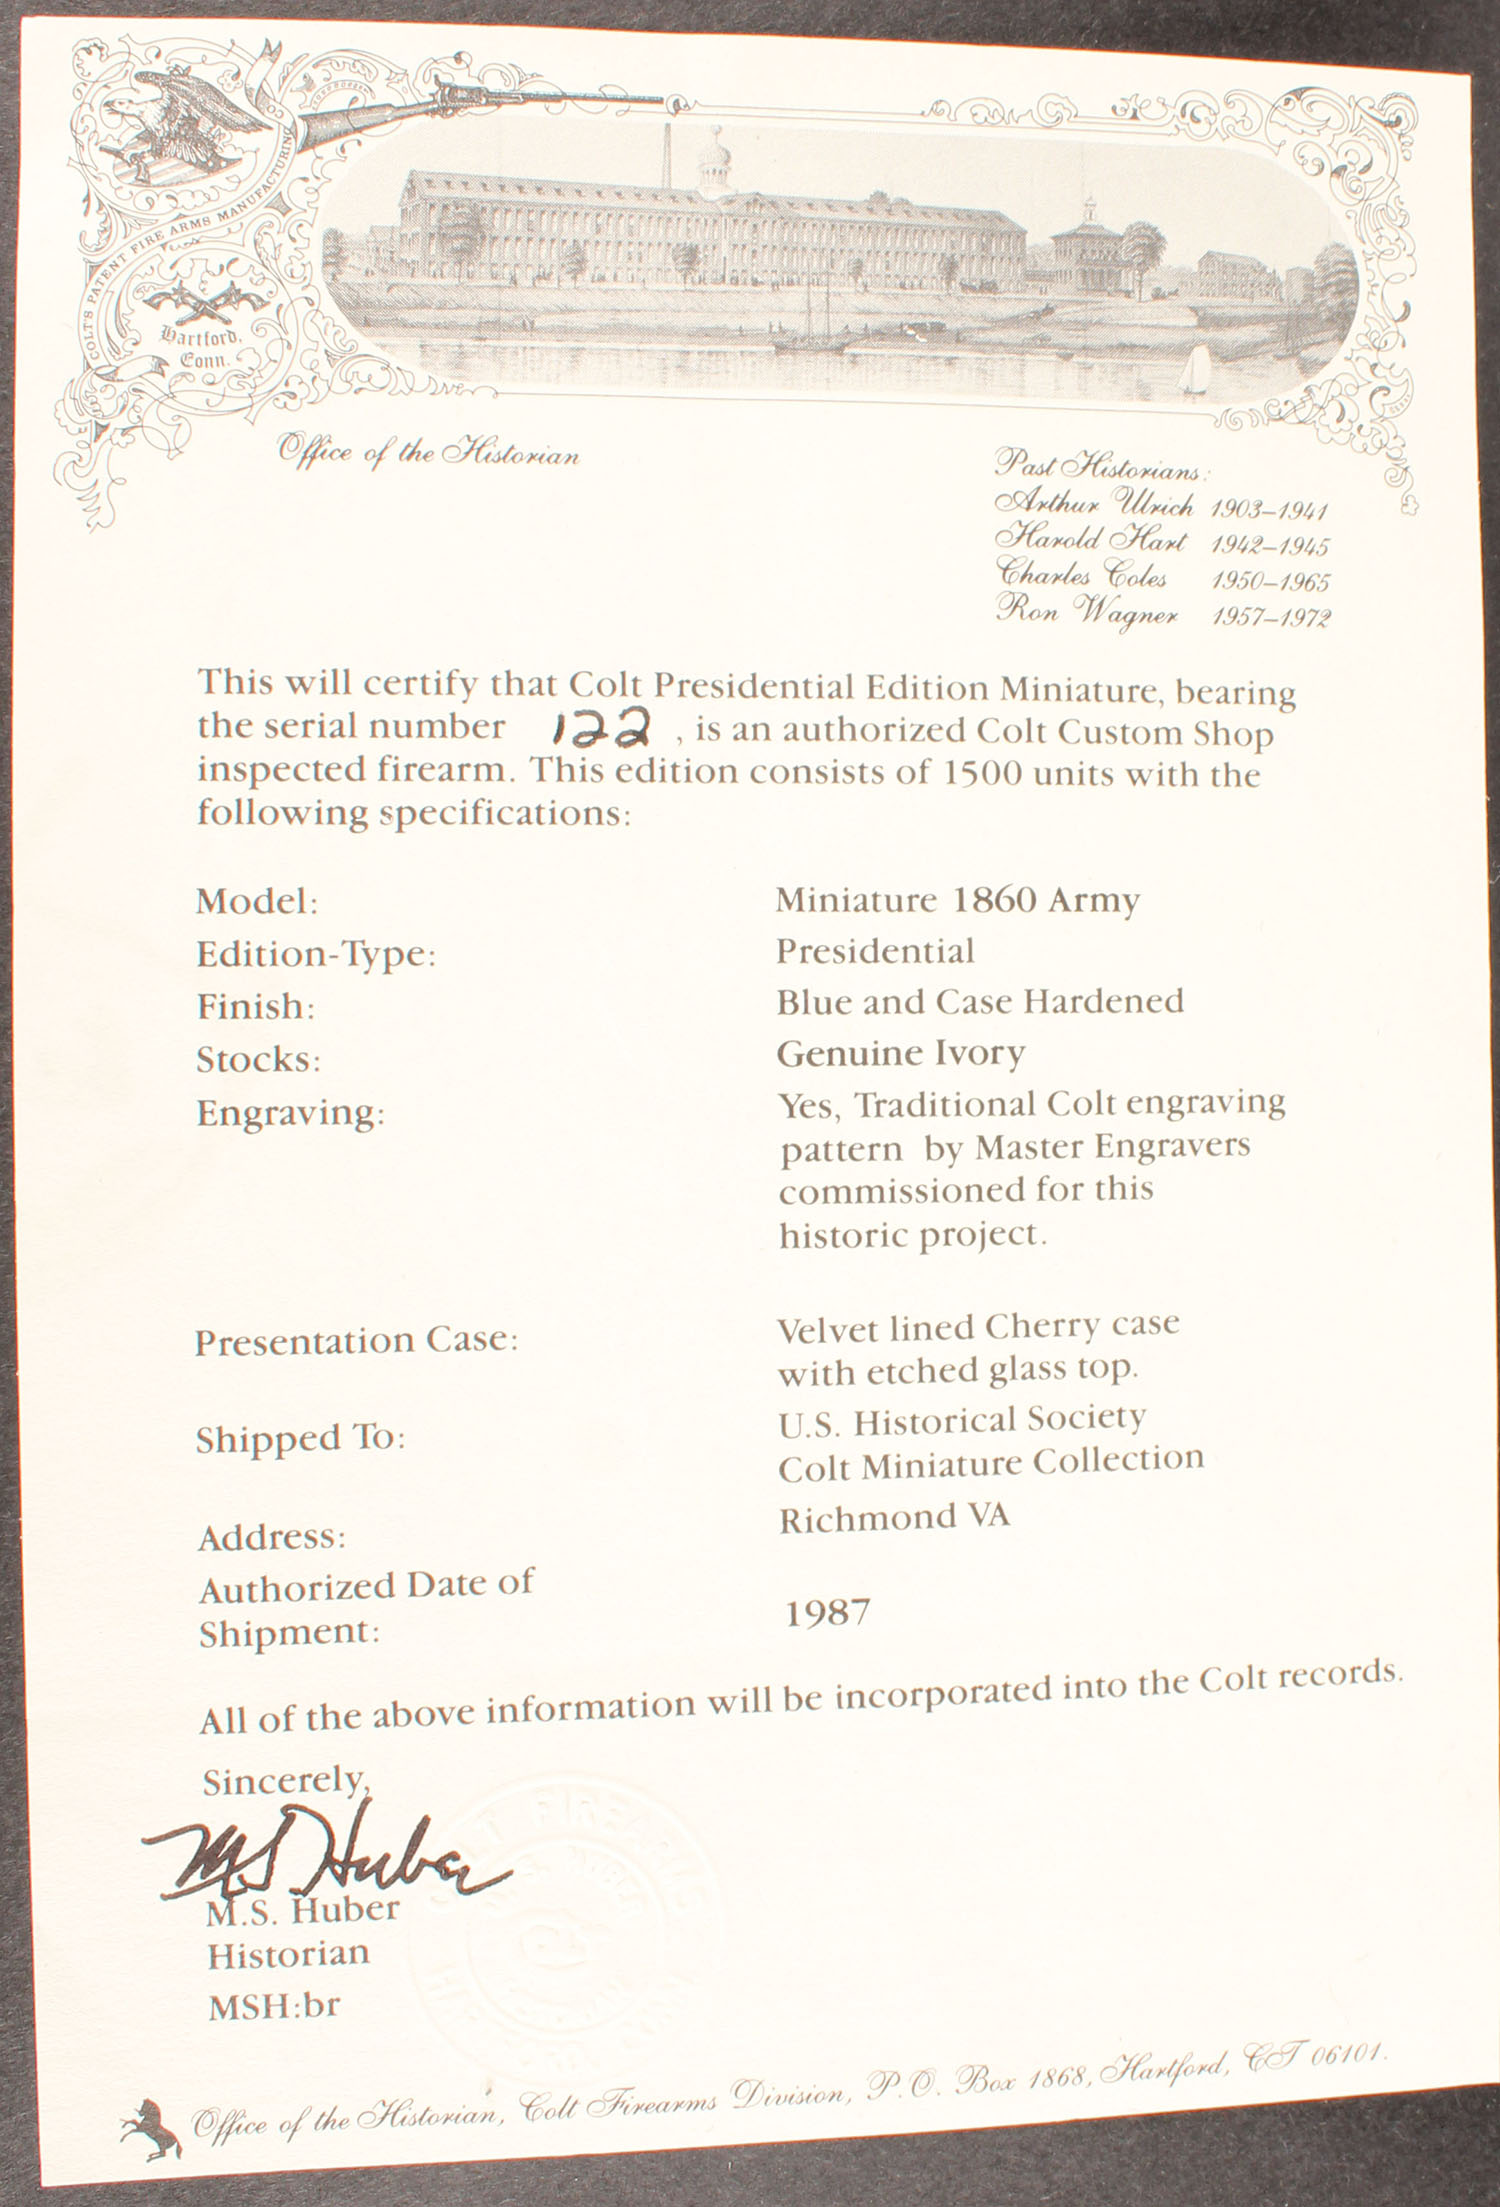 COLT'S PATENT FIRE ARMS MANUFACTURING CO.
Hartford,
Conn.
Office of the Historian
Past Historians:
Arthur Ulrich 1903–1941
Harold Hart 1942–1945
Charles Coles 1950–1965
Ron Wagner 1957–1972
This will certify that Colt Presidential Edition Miniature, bearing
the serial number 122 , is an authorized Colt Custom Shop
inspected firearm. This edition consists of 1500 units with the
following specifications:
Model: Miniature 1860 Army
Edition-Type: Presidential
Finish: Blue and Case Hardened
Stocks: Genuine Ivory
Engraving: Yes, Traditional Colt engraving
pattern by Master Engravers
commissioned for this
historic project.
Presentation Case: Velvet lined Cherry case
with etched glass top.
Shipped To: U.S. Historical Society
Colt Miniature Collection
Address: Richmond VA
Authorized Date of
Shipment: 1987
All of the above information will be incorporated into the Colt records.
Sincerely,
MS Huber
M.S. Huber
Historian
MSH:br
Office of the Historian, Colt Firearms Division, P.O. Box 1868, Hartford, CT 06101.